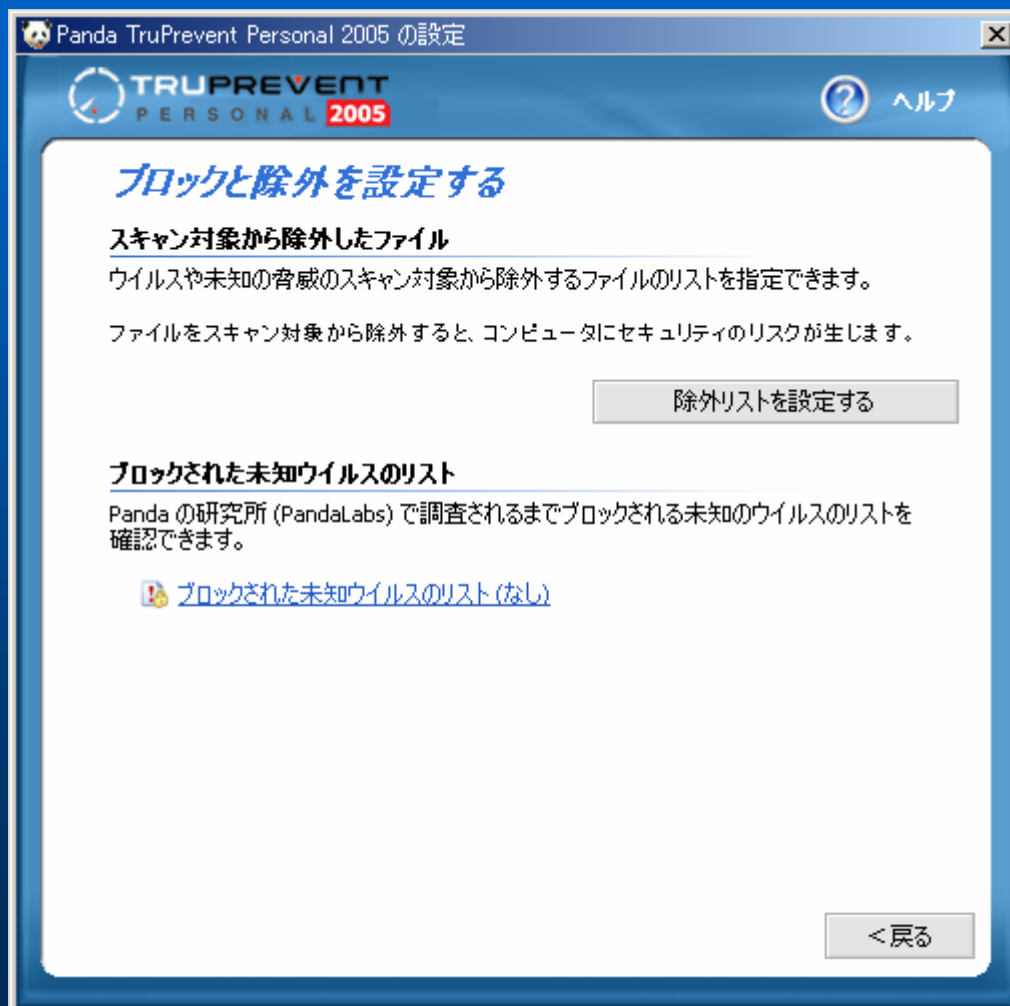 Panda TruPrevent Personal 2005 の設定
TRUPREVENT
PERSONAL 2005
ヘルプ
ブロックと除外を設定する
スキャン対象から除外したファイル
ウイルスや未知の脅威のスキャン対象から除外するファイルのリストを指定できます。
ファイルをスキャン対象から除外すると、コンピュータにセキュリティのリスクが生じます。
除外リストを設定する
ブロックされた未知ウイルスのリスト
Panda の研究所 (PandaLabs) で調査されるまでブロックされる未知のウイルスのリストを
確認できます。
ブロックされた未知ウイルスのリスト (なし)
<戻る